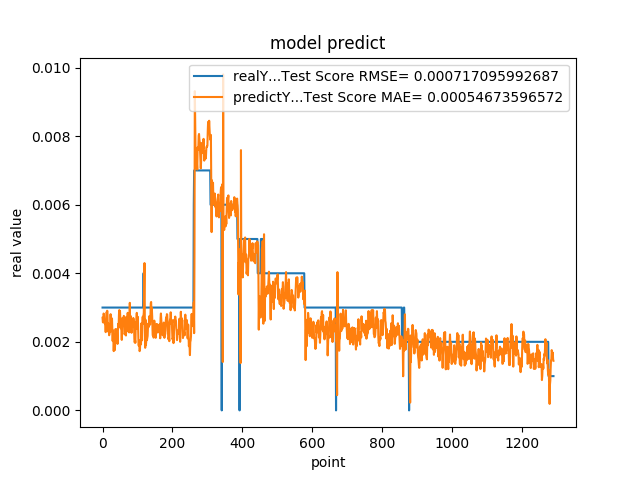 model predict
realY...Test Score RMSE= 0.000717095992687
predictY...Test Score MAE= 0.00054673596572
0.010
0.008
0.006
0.004
0.002
0.000
real value
0 200 400 600 800 1000 1200
point